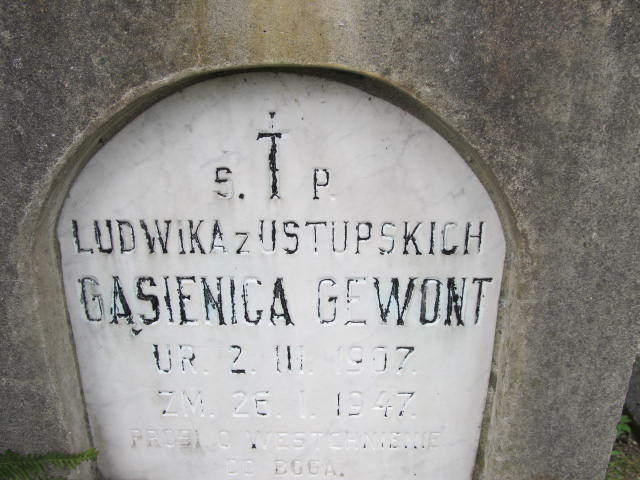 S. P.
LUDWIKA z USTUPSKICH
GĄSIENICA GEWONT
UR. 2. III. 1907.
ZM. 26. I. 1947.
PROSI O WESTCHNIENIE
DO BOGA.